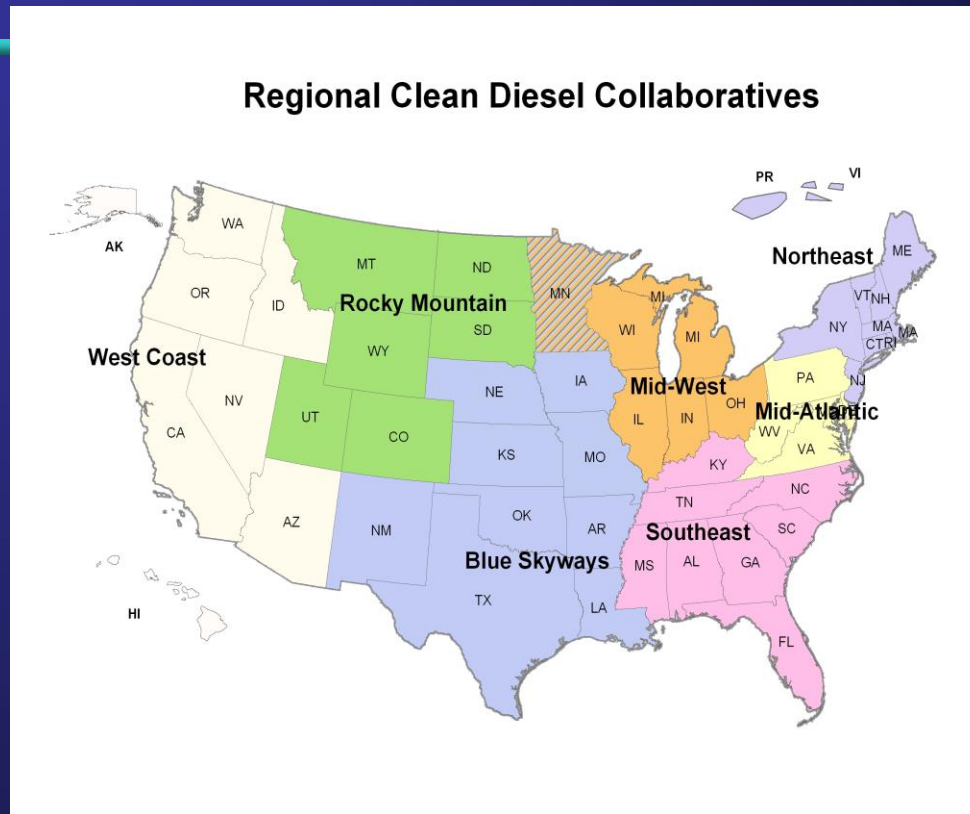 Regional Clean Diesel Collaboratives
PR
VI
WA
AK
Northeast
ME
MT
ND
VT
NH
OR
ID
MN
MI
Rocky Mountain
SD
WI
MI
NY
MA
MA
CT
RI
West Coast
WY
NE
IA
Mid-West
PA
NJ
NV
UT
CO
IL
IN
OH
Mid-Atlantic
WV
CA
KS
MO
VA
KY
NC
AZ
NM
OK
AR
TN
Southeast
SC
Blue Skyways
MS
AL
GA
TX
LA
HI
FL